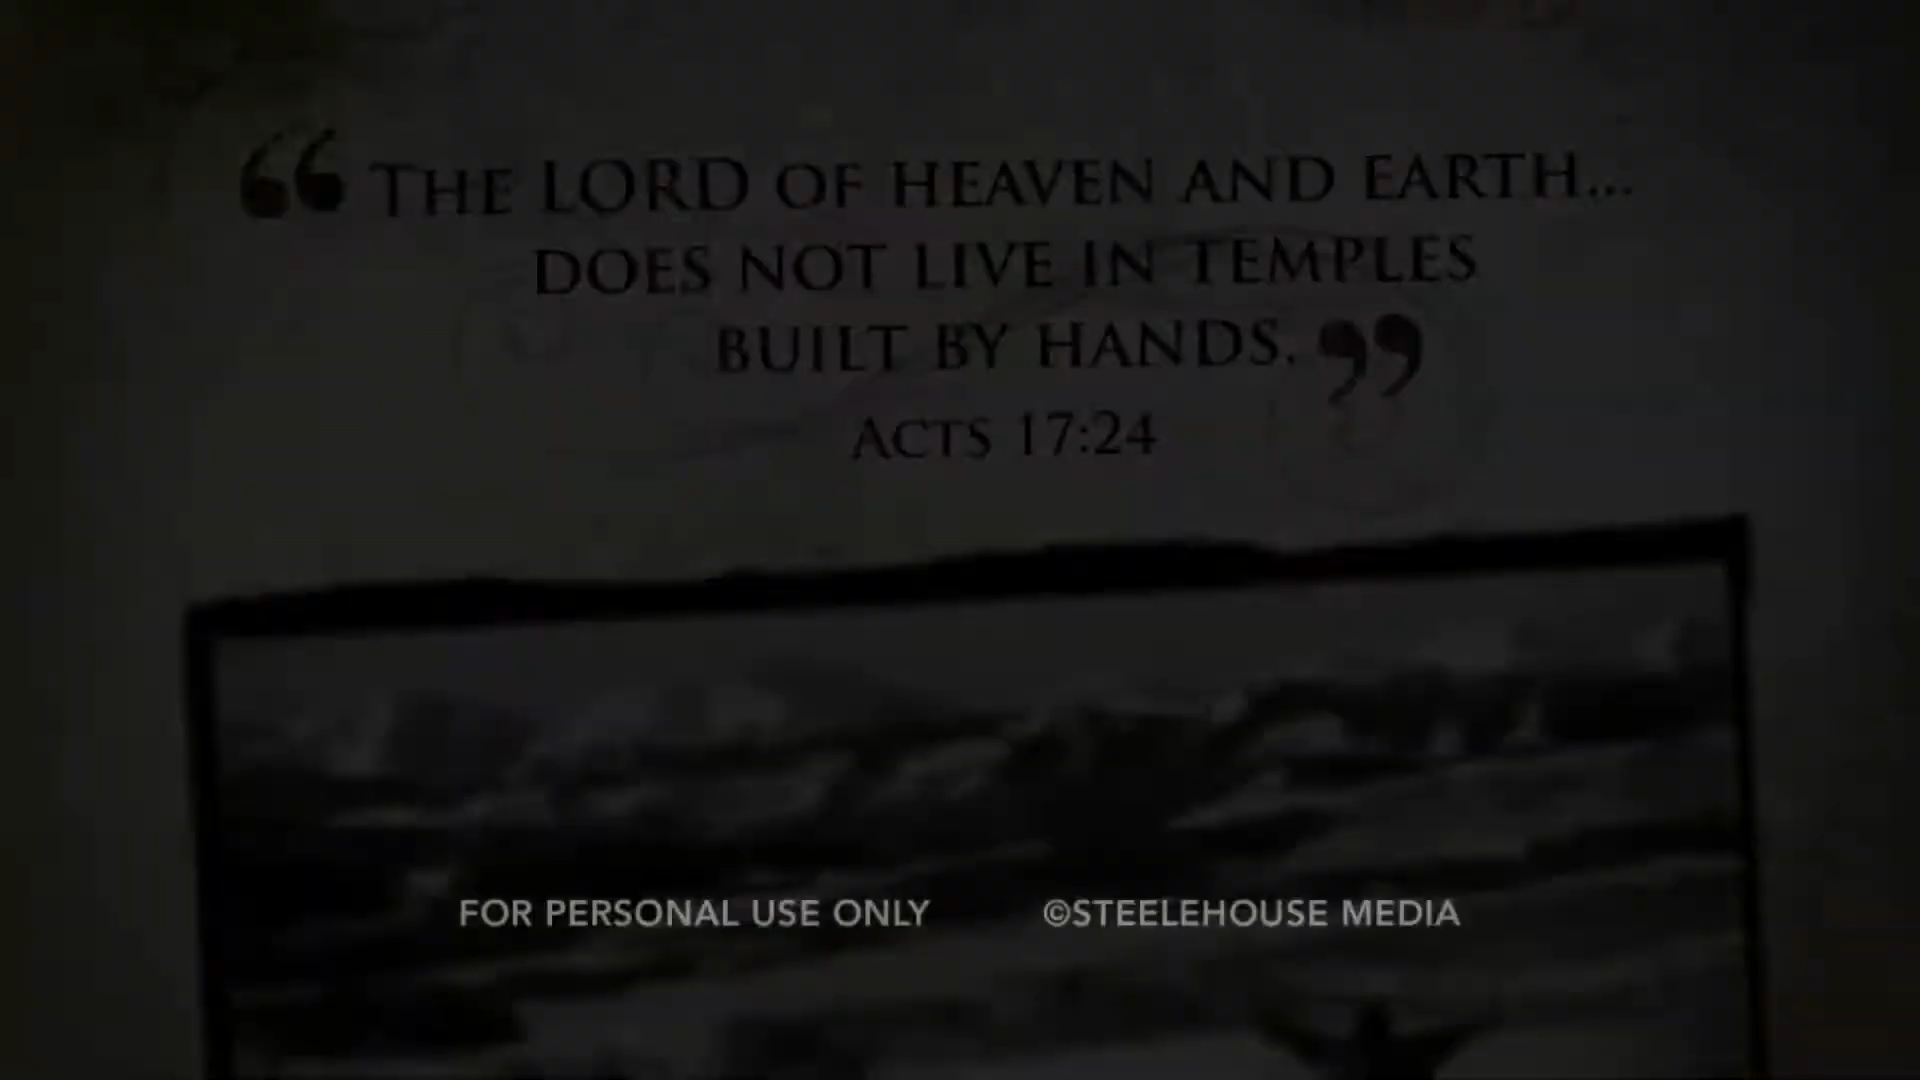 “ THE LORD OF HEAVEN AND EARTH...
DOES NOT LIVE IN TEMPLES
BUILT BY HANDS. ”
ACTS 17:24
FOR PERSONAL USE ONLY ©STEELEHOUSE MEDIA